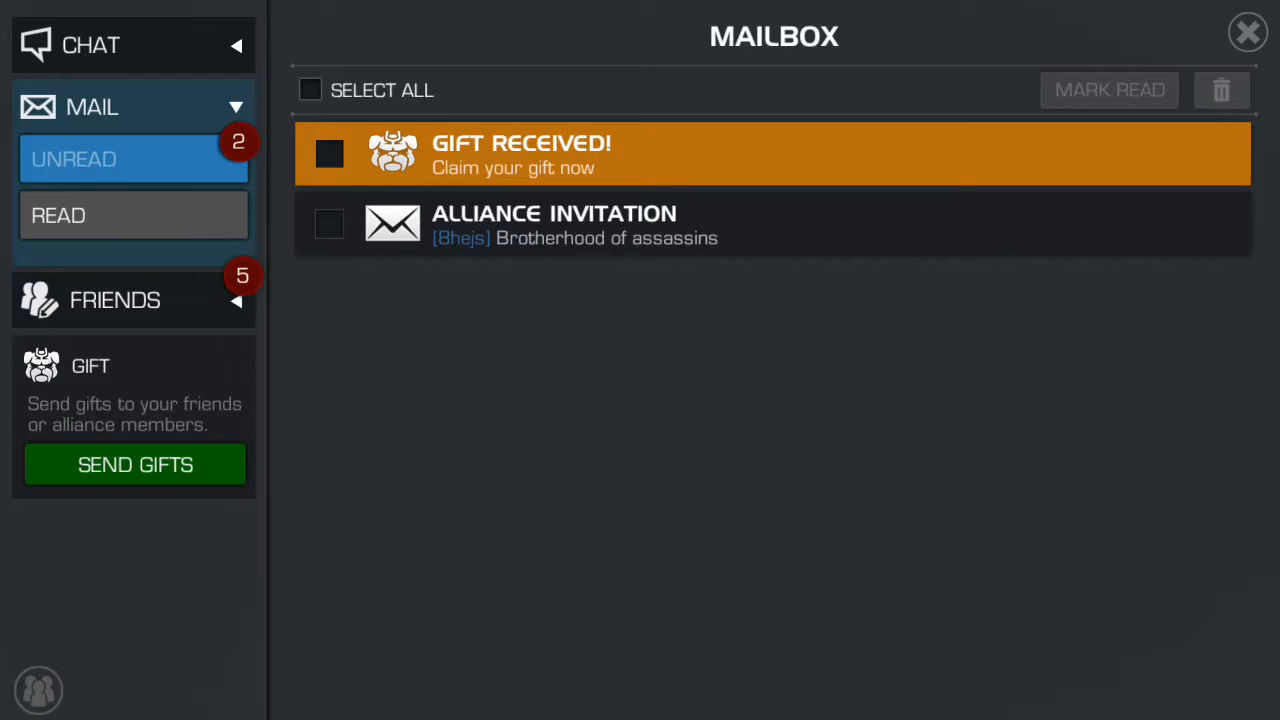 CHAT
MAIL
2
UNREAD
READ
5
FRIENDS
GIFT
Send gifts to your friends
or alliance members.
SEND GIFTS
MAILBOX
SELECT ALL
MARK READ
GIFT RECEIVED!
Claim your gift now
ALLIANCE INVITATION
[Bhejs] Brotherhood of assassins